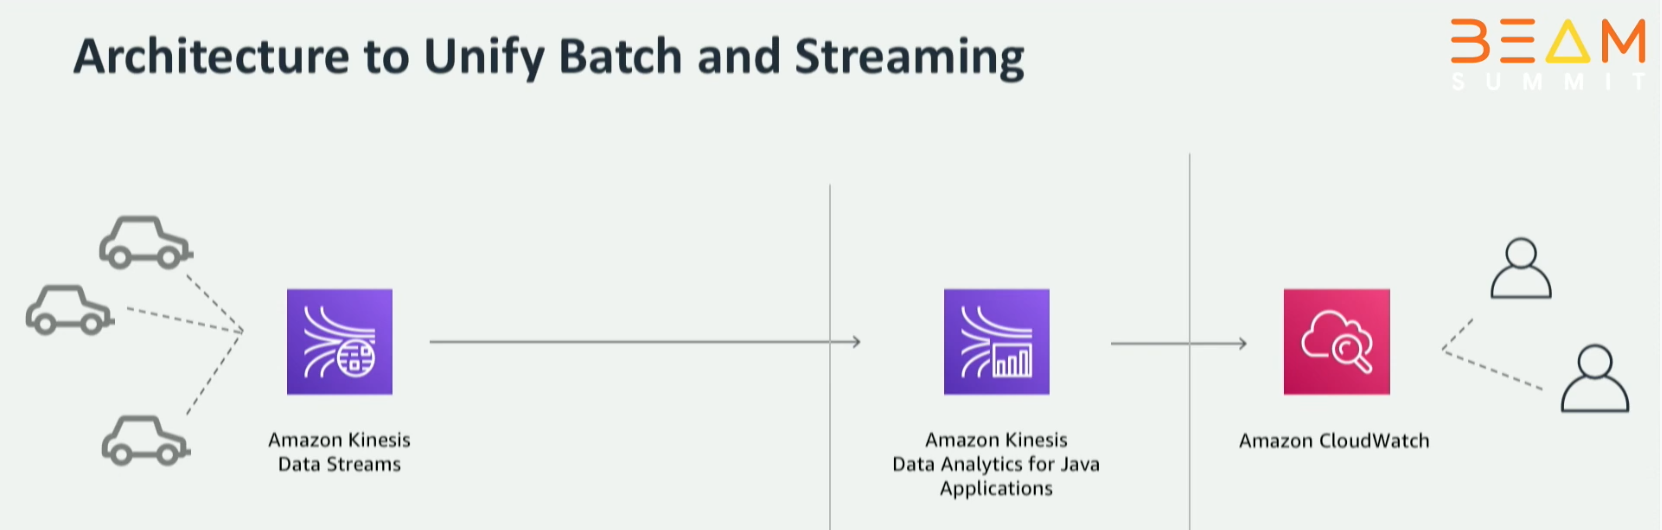 Architecture to Unify Batch and Streaming
BEAM
SUMMIT
Amazon Kinesis
Data Streams
Amazon Kinesis
Data Analytics for Java
Applications
Amazon CloudWatch